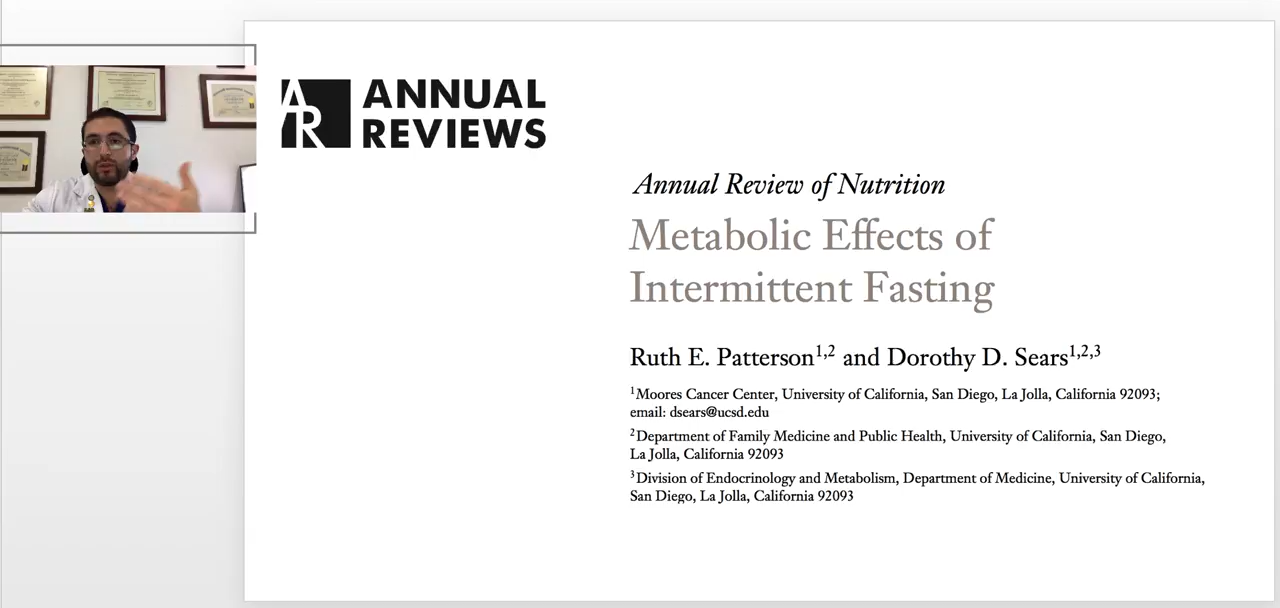 ANNUAL
REVIEWS
Annual Review of Nutrition
Metabolic Effects of
Intermittent Fasting
Ruth E. Patterson1,2 and Dorothy D. Sears1,2,3
1Moores Cancer Center, University of California, San Diego, La Jolla, California 92093;
email: dsears@ucsd.edu
2Department of Family Medicine and Public Health, University of California, San Diego,
La Jolla, California 92093
3Division of Endocrinology and Metabolism, Department of Medicine, University of California,
San Diego, La Jolla, California 92093